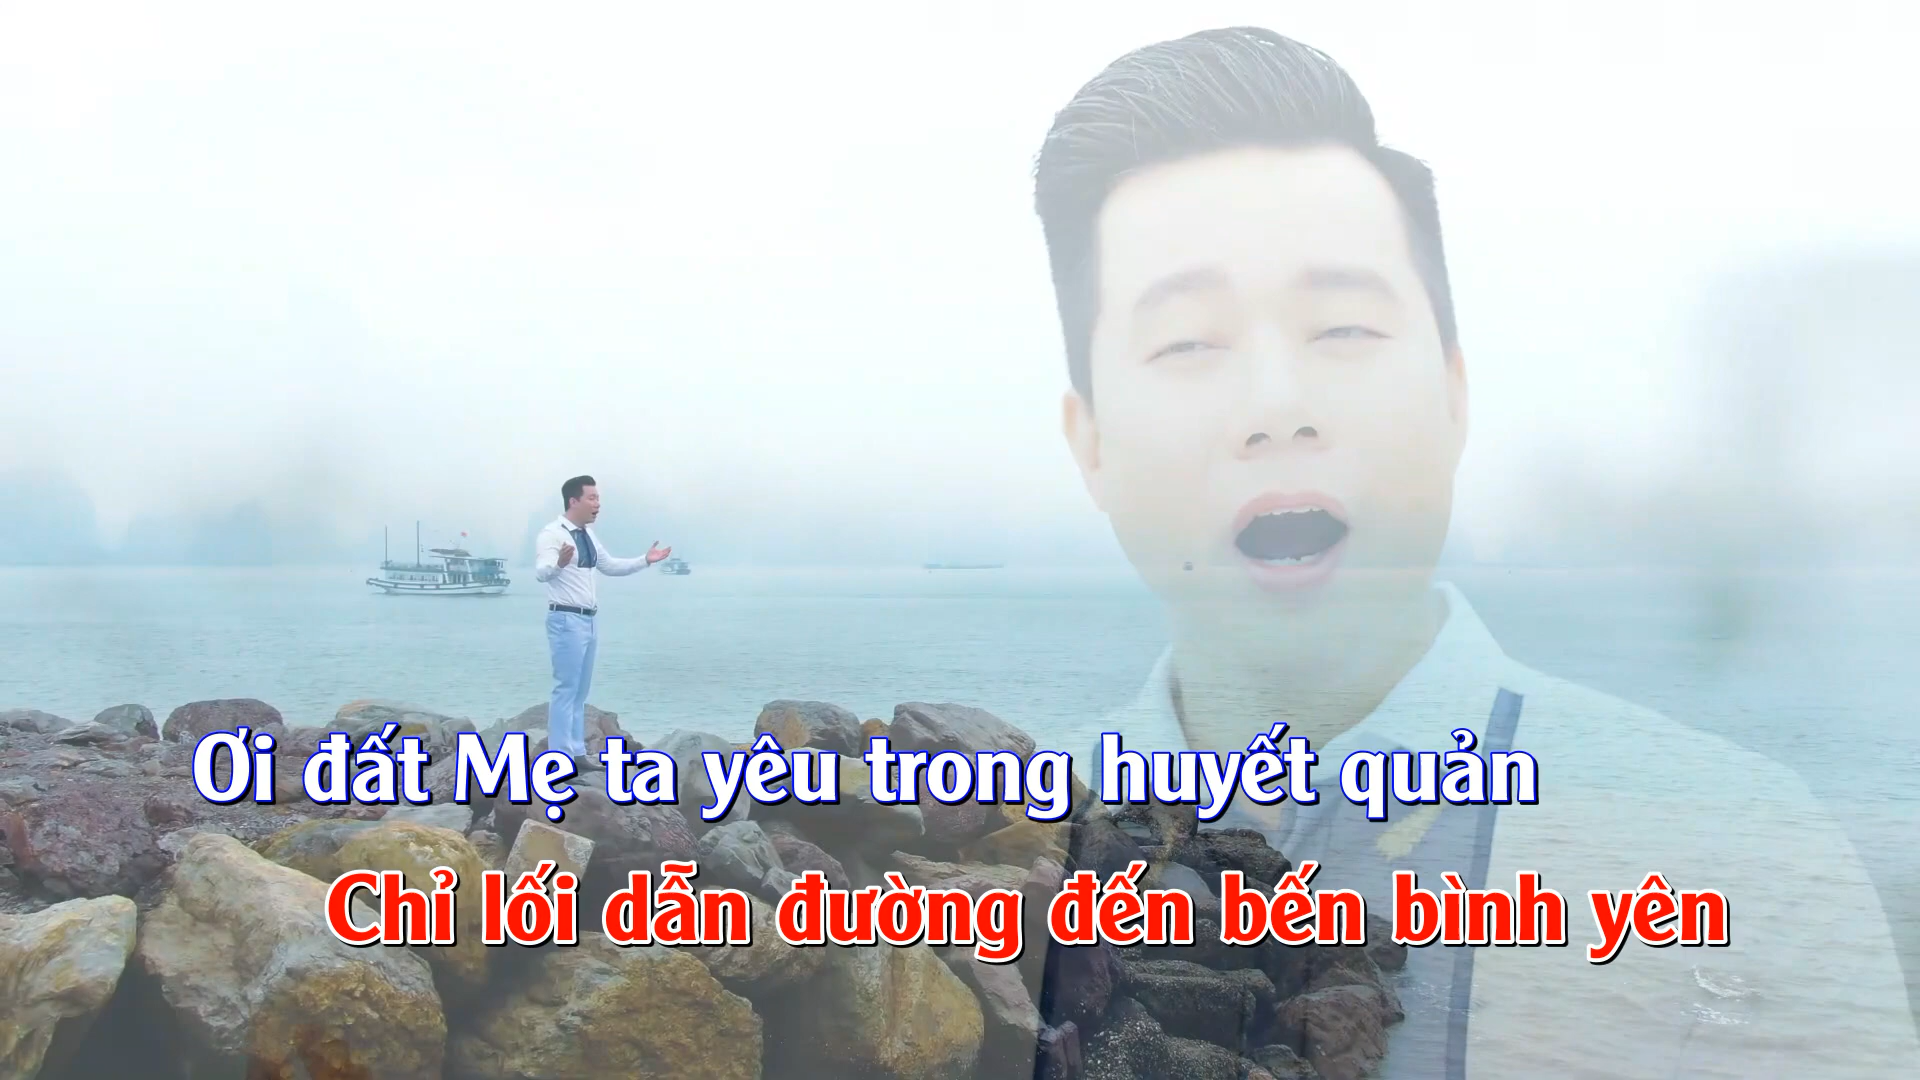 Ơi đất Mẹ ta yêu trong huyết quản
Chỉ lối dẫn đường đến bến bình yên